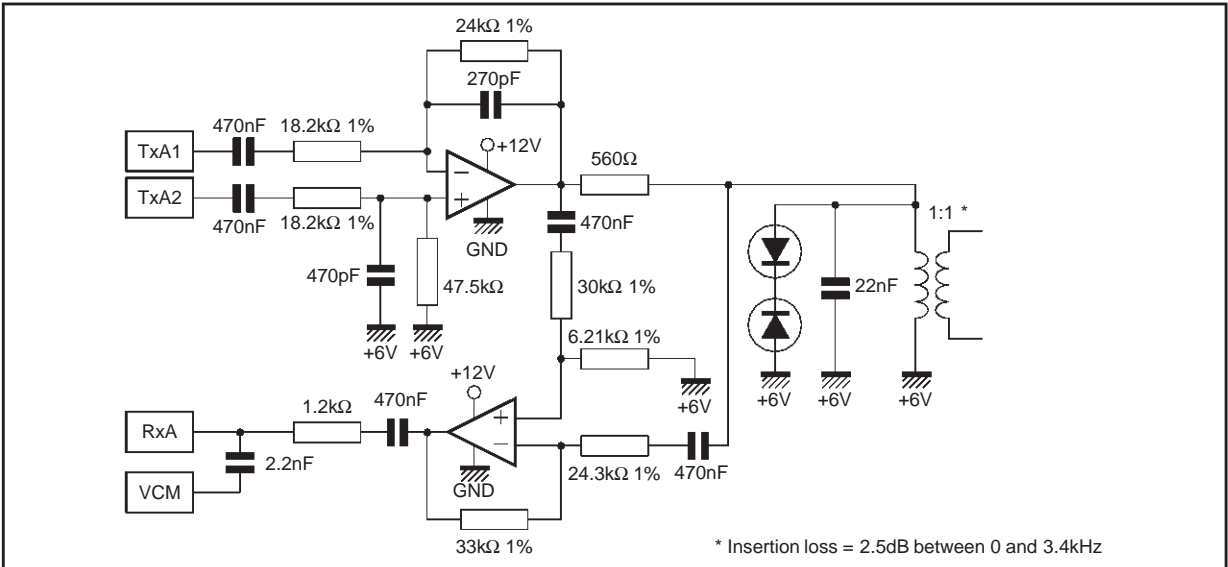 24kΩ 1%
270pF
470nF 18.2kΩ 1%
TxA1
+12V
560Ω
1:1 *
TxA2
470nF 18.2kΩ 1%
GND
470nF
470pF
47.5kΩ
30kΩ 1%
22nF
+6V +6V
6.21kΩ 1%
+12V
+6V
+6V +6V +6V
1.2kΩ
470nF
RxA
2.2nF
24.3kΩ 1%
470nF
VCM
GND
33kΩ 1%
* Insertion loss = 2.5dB between 0 and 3.4kHz